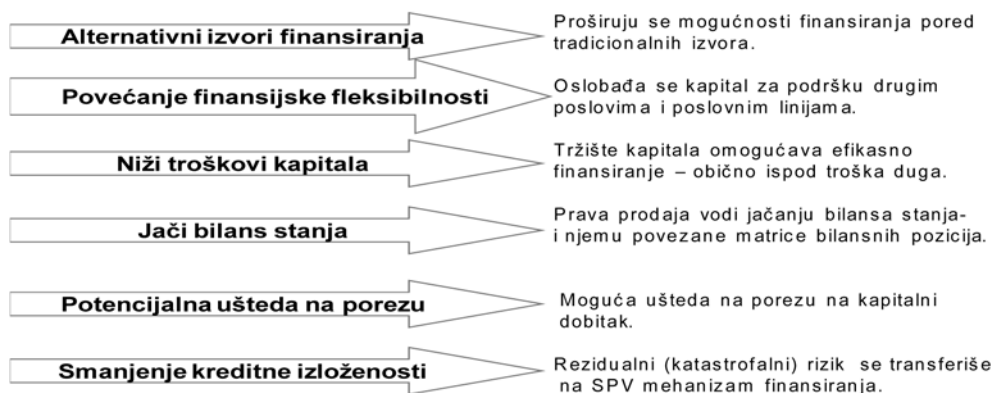 Alternativni izvori finansiranja
Proširuju se mogućnosti finansiranja pored
tradicionalnih izvora.
Povećanje finansijske fleksibilnosti
Oslobađa se kapital za podršku drugim
poslovima i poslovnim linijama.
Niži troškovi kapitala
Tržište kapitala omogućava efikasno
finansiranje – obično ispod troška duga.
Jači bilans stanja
Prava prodaja vodi jačanju bilansa stanja-
i njemu povezane matrice bilansnih pozicija.
Potencijalna ušteda na porezu
Moguća ušteda na porezu na kapitalni
dobitak.
Smanjenje kreditne izloženosti
Rezidualni (katastrofalni) rizik se transferiše
na SPV mehanizam finansiranja.